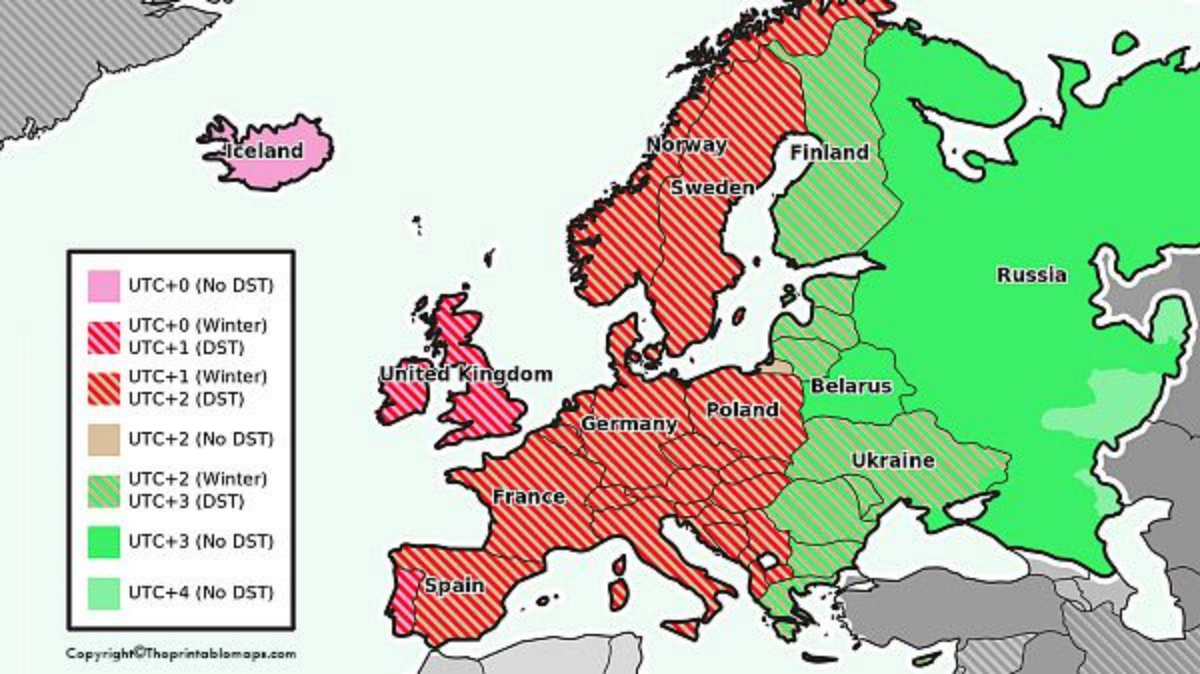 Norway
Iceland
Finland
Sweden
Russia
UTC+0 (No DST)
UTC+0 (Winter)
UTC+1 (DST)
UTC+1 (Winter)
UTC+2 (DST)
UTC+2 (No DST)
UTC+2 (Winter)
UTC+3 (DST)
UTC+3 (No DST)
UTC+4 (No DST)
United Kingdom
Belarus
Poland
Germany
Ukraine
France
Spain
Copyright©Thoprintablomaps.com